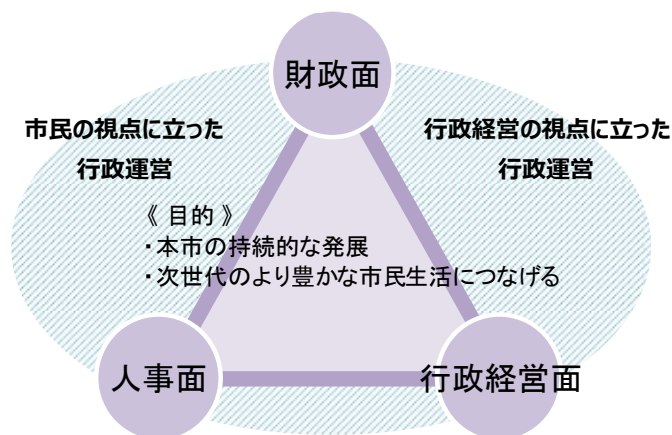 財政面
市民の視点に立った
行政運営
行政経営の視点に立った
行政運営
《 目的 》
・本市の持続的な発展
・次世代のより豊かな市民生活につなげる
人事面
行政経営面